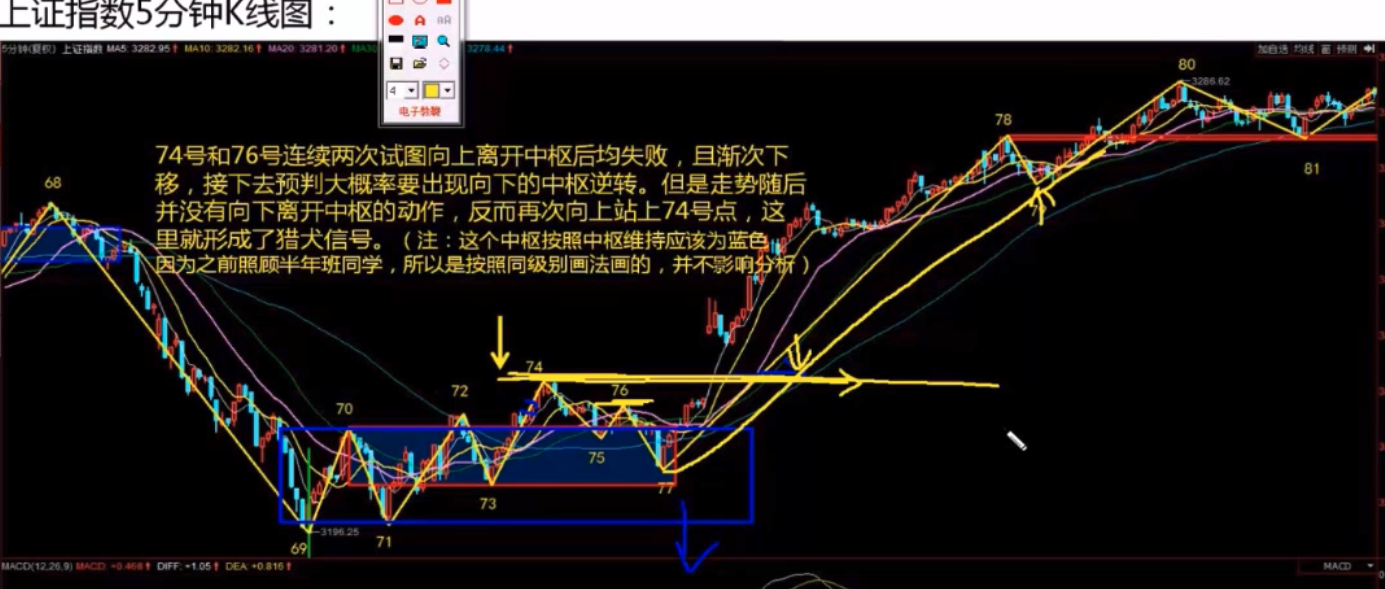 上证指数5分钟K线图：
电子教鞭
5分钟(复权) 上证指数 MA5: 3282.95↑ MA10: 3282.16↑ MA20: 3281.20↑ MA30 3278.44↑
加自选 均线 画 预测
80
3286.62
78
81
74号和76号连续两次试图向上离开中枢后均失败，且渐次下
移，接下去预判大概率要出现向下的中枢逆转。但是走势随后
并没有向下离开中枢的动作，反而再次向上站上74号点，这
里就形成了猎犬信号。（注：这个中枢按照中枢维持应该为蓝色
因为之前照顾半年班同学，所以是按照同级别画法画的，并不影响分析）
68
74
76
72
70
75
77
73
3196.25
71
69
MACD(12,26,9) MACD: +0.468↑ DIFF: +1.05↑ DEA: +0.816↑
MACD